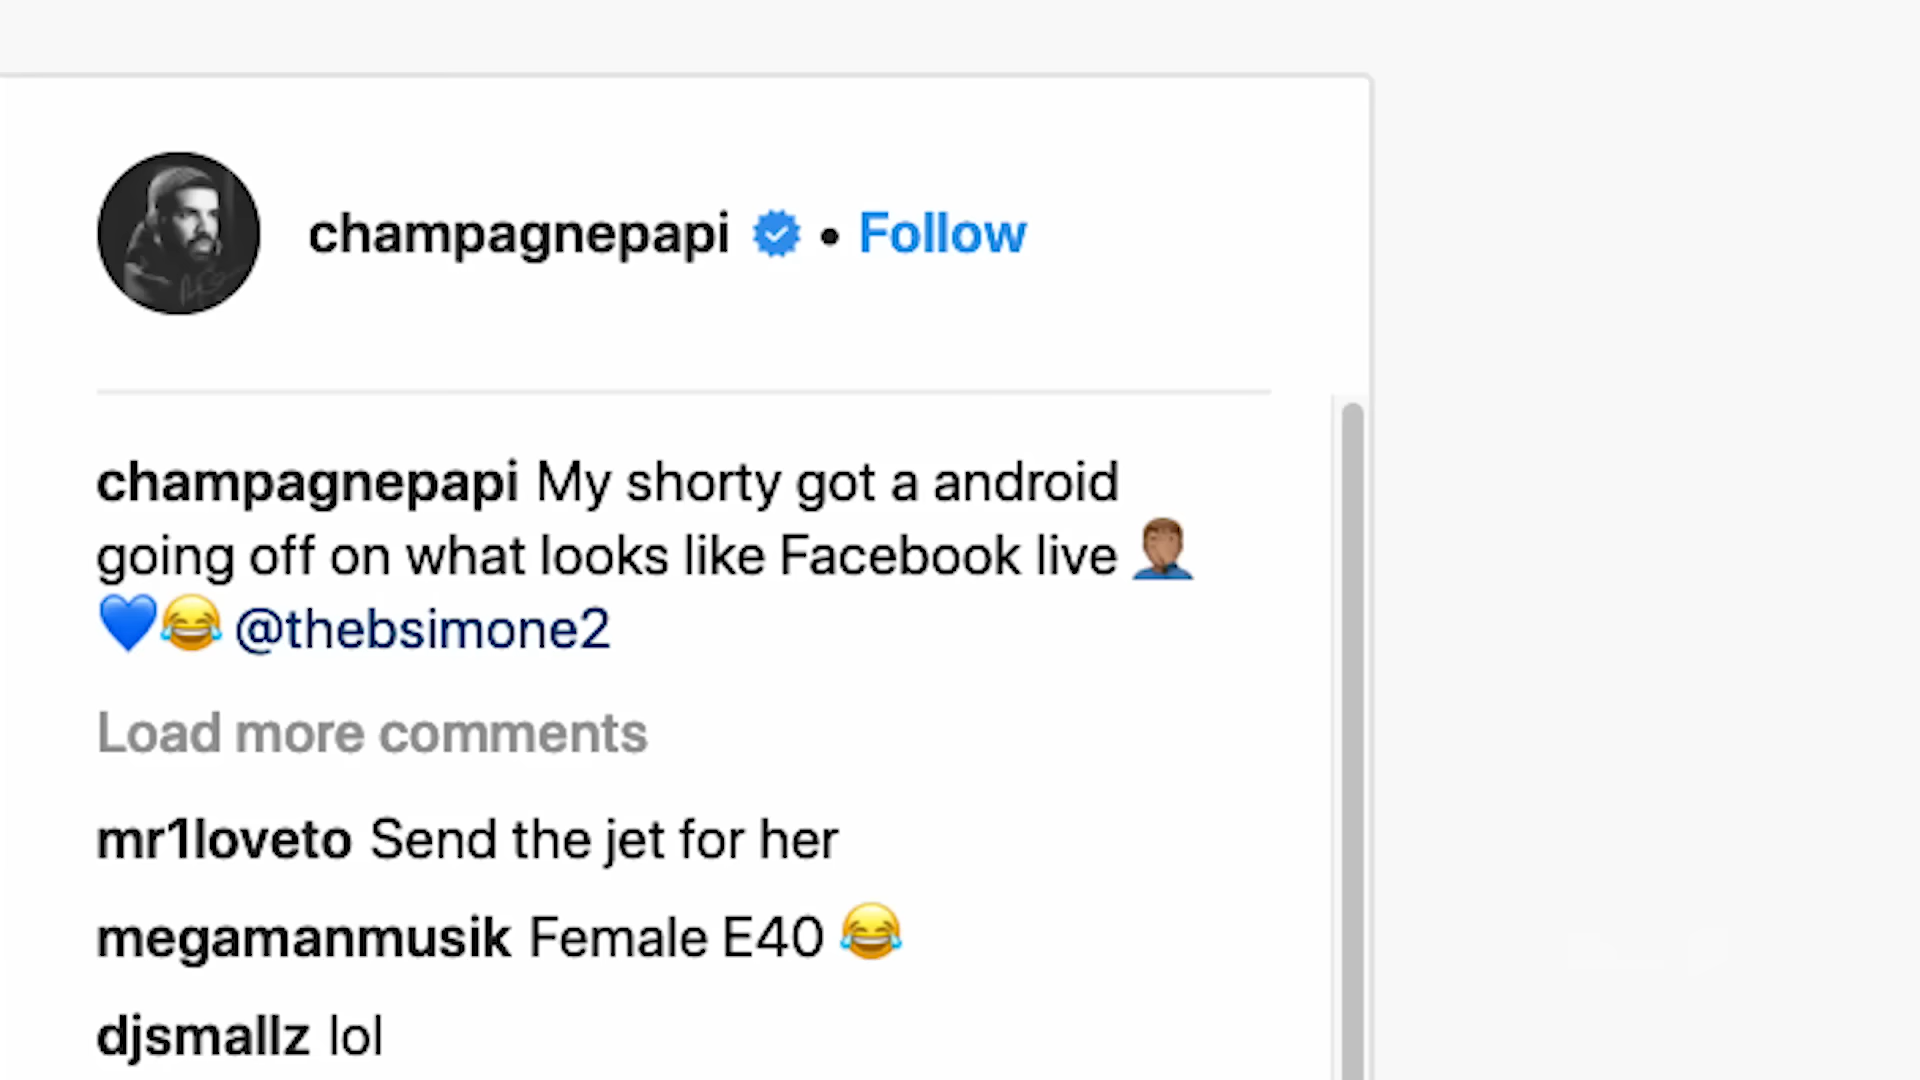 champagnepapi • Follow
champagnepapi My shorty got a android
going off on what looks like Facebook live 🤦🏽‍♂️
💙😂 @thebsimone2
Load more comments
mr1loveto Send the jet for her
megamanmusik Female E40 😂
djsmallz lol